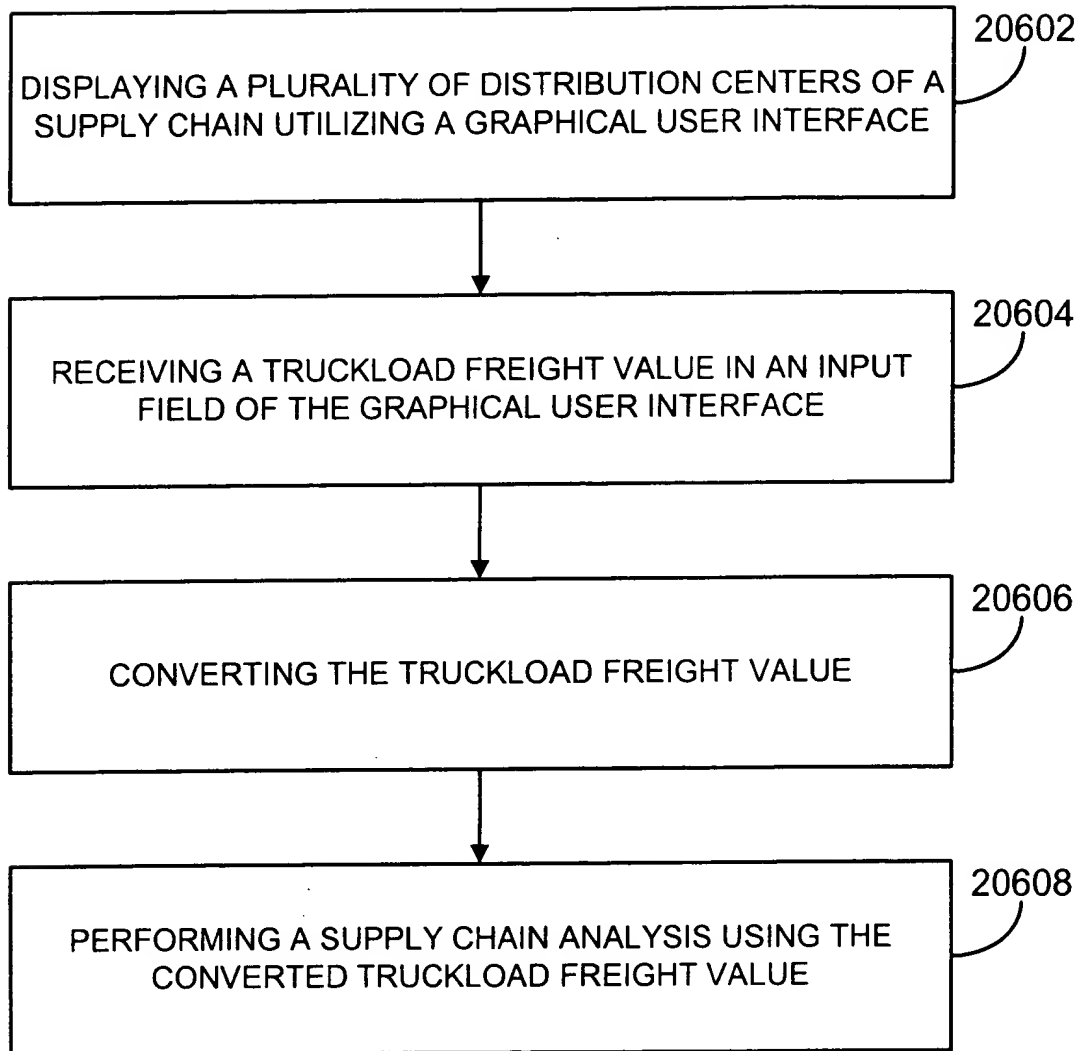 20602
DISPLAYING A PLURALITY OF DISTRIBUTION CENTERS OF A
SUPPLY CHAIN UTILIZING A GRAPHICAL USER INTERFACE
20604
RECEIVING A TRUCKLOAD FREIGHT VALUE IN AN INPUT
FIELD OF THE GRAPHICAL USER INTERFACE
20606
CONVERTING THE TRUCKLOAD FREIGHT VALUE
20608
PERFORMING A SUPPLY CHAIN ANALYSIS USING THE
CONVERTED TRUCKLOAD FREIGHT VALUE